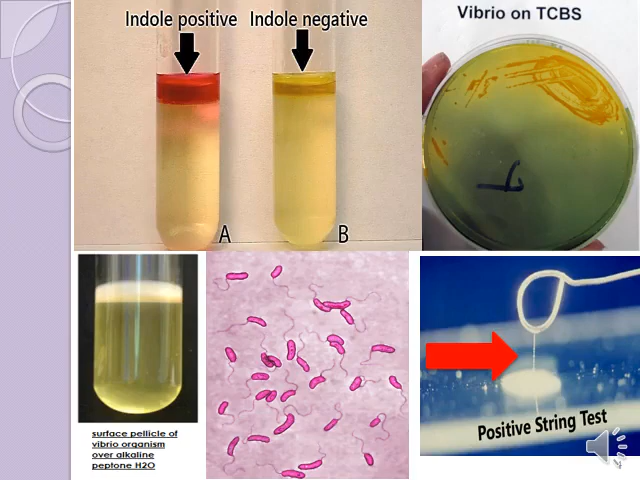 Indole positive
Indole negative
Vibrio on TCBS
A
B
surface pellicle of
vibrio organism
over alkaline
peptone H2O
Positive String Test